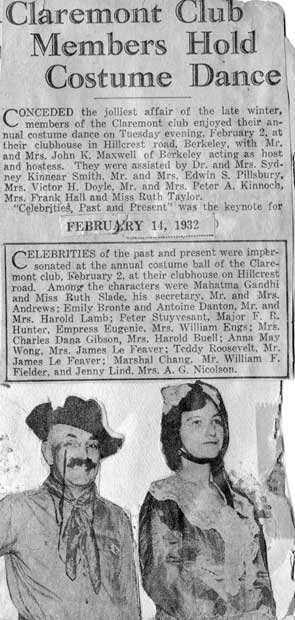 Claremont Club
Members Hold
Costume Dance
CONCEDED the jolliest affair of the late winter,
members of the Claremont club enjoyed their an-
nual costume dance on Tuesday evening, February 2, at
their clubhouse in Hillcrest road, Berkeley, with Mr.
and Mrs. John K. Maxwell of Berkeley acting as host
and hostess. They were assisted by Dr. and Mrs. Syd-
ney Kinnear Smith, Mr. and Mrs. Edwin S. Pillsbury,
Mrs. Victor H. Doyle, Mr. and Mrs. Peter A. Kinnoch,
Mrs. Frank Hall and Miss Ruth Taylor.
"Celebrities, Past and Present" was the keynote for
FEBRUARY 14, 1932
CELEBRITIES of the past and present were imper-
sonated at the annual costume ball of the Clare-
mont club, February 2, at their clubhouse on Hillcrest
road. Among the characters were Mahatma Gandhi
and Miss Ruth Slade, his secretary, Mr. and Mrs.
Andrews; Emily Bronte and Antoine Danton, Mr. and
Mrs. Harold Lamb; Peter Stuyvesant, Major F. R.
Hunter, Empress Eugenie, Mrs. William Engs; Mrs.
Charles Dana Gibson, Mrs. Harold Buell; Anna May
Wong, Mrs. James Le Feaver; Teddy Roosevelt, Mr.
James Le Feaver; Marshal Chang, Mr. William F.
Fielder, and Jenny Lind, Mrs. A. G. Nicolson.